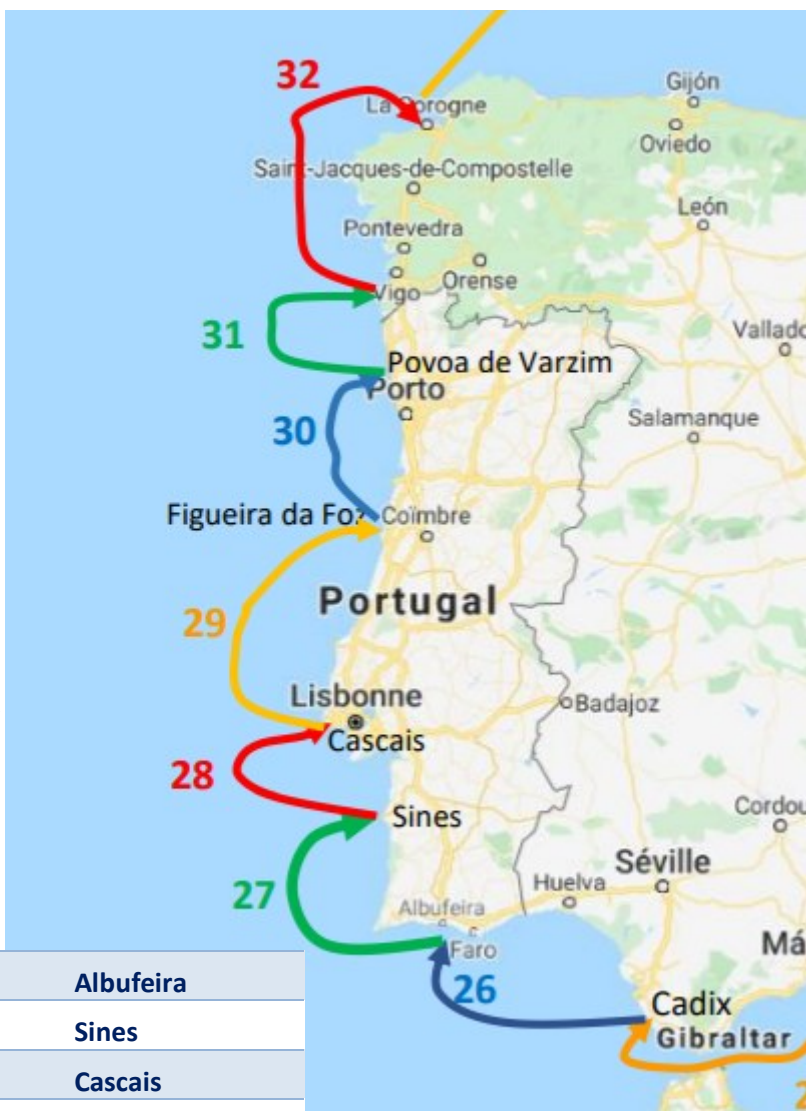 32
La Corogne
Gijón
Oviedo
Saint-Jacques-de-Compostelle
León
Pontevedra
Orense
Vigo
31
Vallado
Povoa de Varzim
Porto
Salamanque
30
Figueira da Foz
Coïmbre
Portugal
29
Lisbonne
Badajoz
Cascais
28
Sines
Cordou
Séville
27
Huelva
Albufeira
Faro
Má
26
Cadix
Gibraltar
2
Albufeira
Sines
Cascais